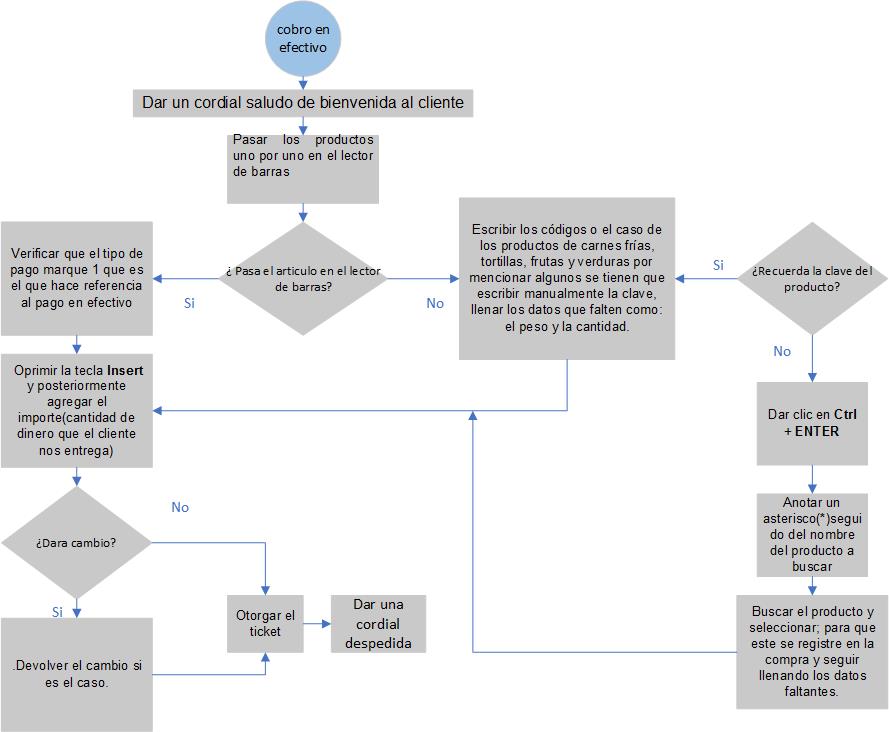 cobro en
efectivo
Dar un cordial saludo de bienvenida al cliente
Pasar los productos
uno por uno en el lector
de barras
¿ Pasa el articulo en el lector
de barras?
Si
No
Verificar que el tipo de
pago marque 1 que es
el que hace referencia
al pago en efectivo
Escribir los códigos o el caso de
los productos de carnes frías,
tortillas, frutas y verduras por
mencionar algunos se tienen que
escribir manualmente la clave,
llenar los datos que falten como:
el peso y la cantidad.
Si
¿Recuerda la clave del
producto?
No
Oprimir la tecla Insert
y posteriormente
agregar el
importe(cantidad de
dinero que el cliente
nos entrega)
Dar clic en Ctrl
+ ENTER
Anotar un
asterisco(*)segui
do del nombre
del producto a
buscar
Buscar el producto y
seleccionar; para que
este se registre en la
compra y seguir
llenando los datos
faltantes.
¿Dara cambio?
No
Si
.Devolver el cambio si
es el caso.
Otorgar el
ticket
Dar una
cordial
despedida